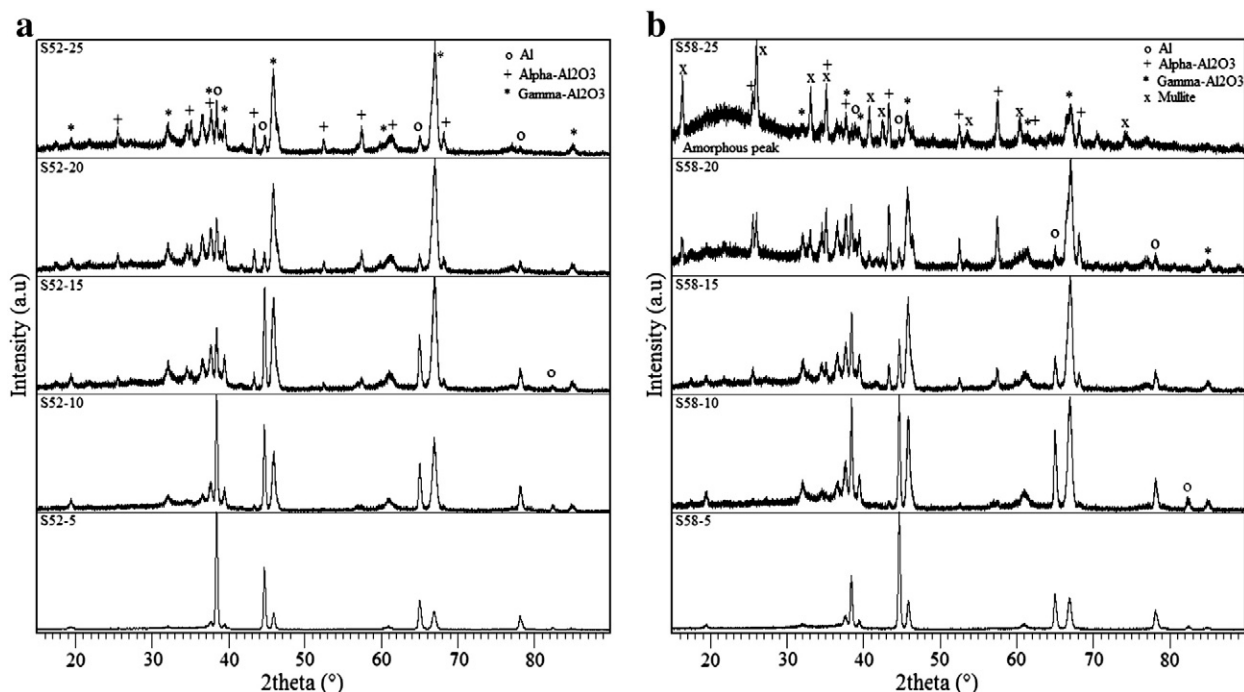 a
S52-25
o Al
+ Alpha-Al2O3
* Gamma-Al2O3
S52-20
S52-15
S52-10
S52-5
Intensity (a.u)
20 30 40 50 60 70 80
2theta (°)
b
S58-25
o Al
+ Alpha-Al2O3
* Gamma-Al2O3
x Mullite
Amorphous peak
S58-20
S58-15
S58-10
S58-5
Intensity (a.u)
20 30 40 50 60 70 80
2theta (°)